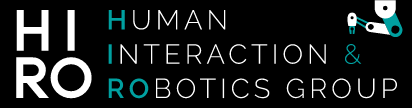 HI
RO
HUMAN
INTERACTION &
ROBOTICS GROUP